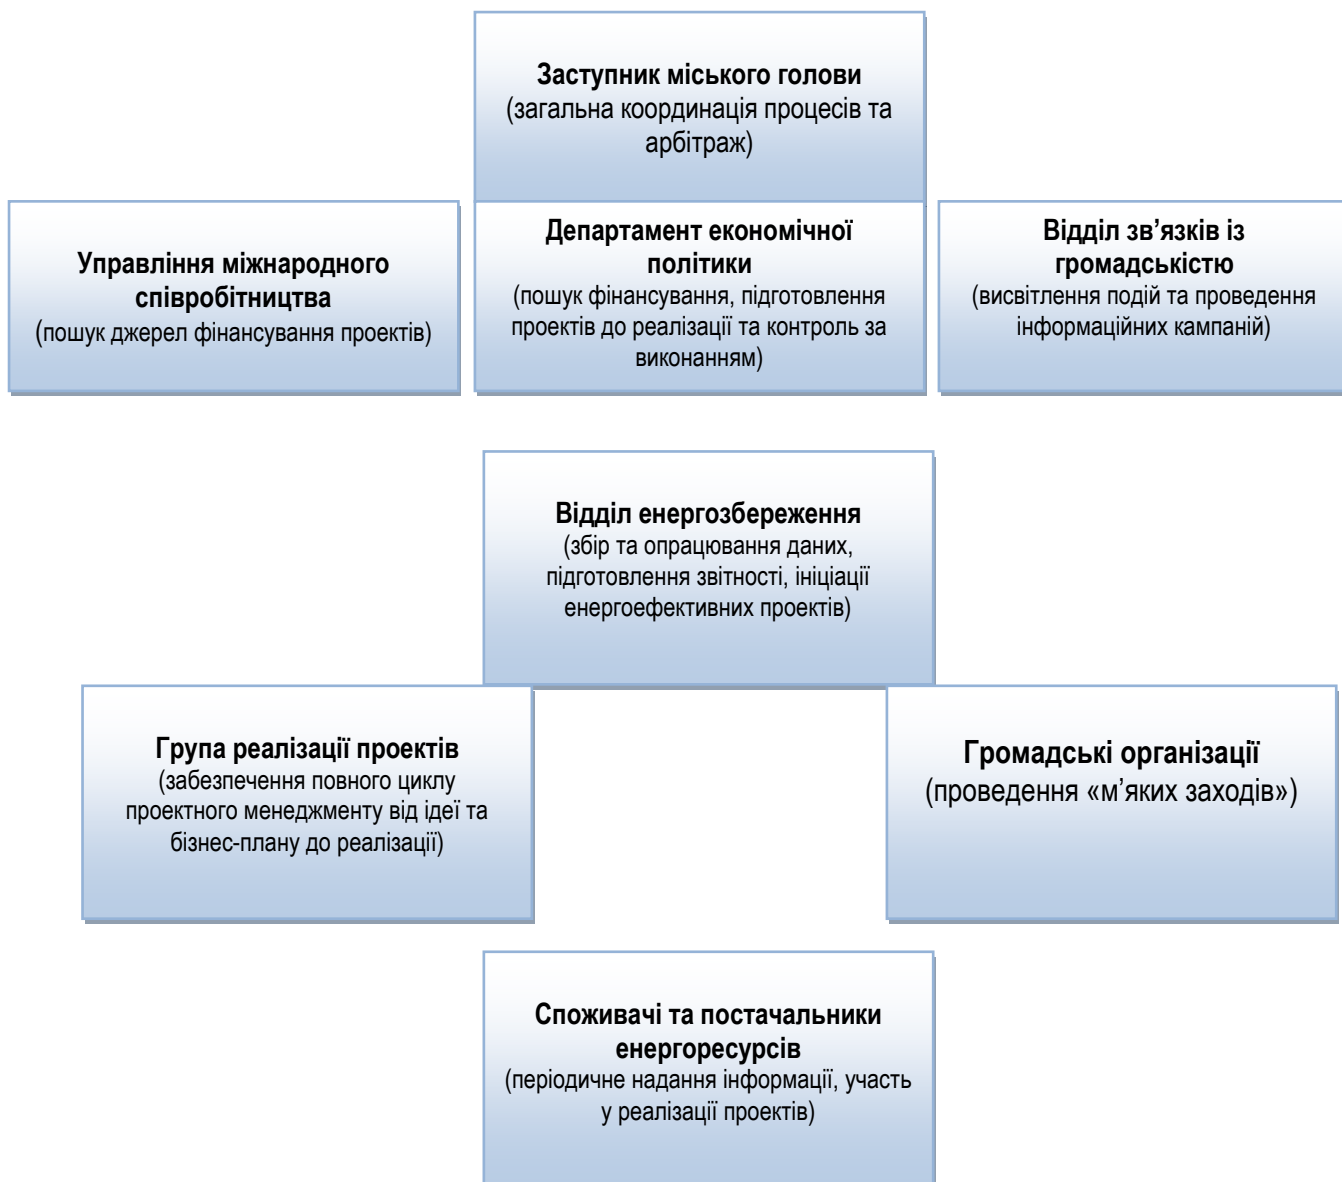 Заступник міського голови
(загальна координація процесів та
арбітраж)
Управління міжнародного
співробітництва
(пошук джерел фінансування проектів)
Департамент економічної
політики
(пошук фінансування, підготовлення
проектів до реалізації та контроль за
виконанням)
Відділ зв’язків із
громадськістю
(висвітлення подій та проведення
інформаційних кампаній)
Відділ енергозбереження
(збір та опрацювання даних,
підготовлення звітності, ініціації
енергоефективних проектів)
Група реалізації проектів
(забезпечення повного циклу
проектного менеджменту від ідеї та
бізнес-плану до реалізації)
Громадські організації
(проведення «м’яких заходів»)
Споживачі та постачальники
енергоресурсів
(періодичне надання інформації, участь
у реалізації проектів)